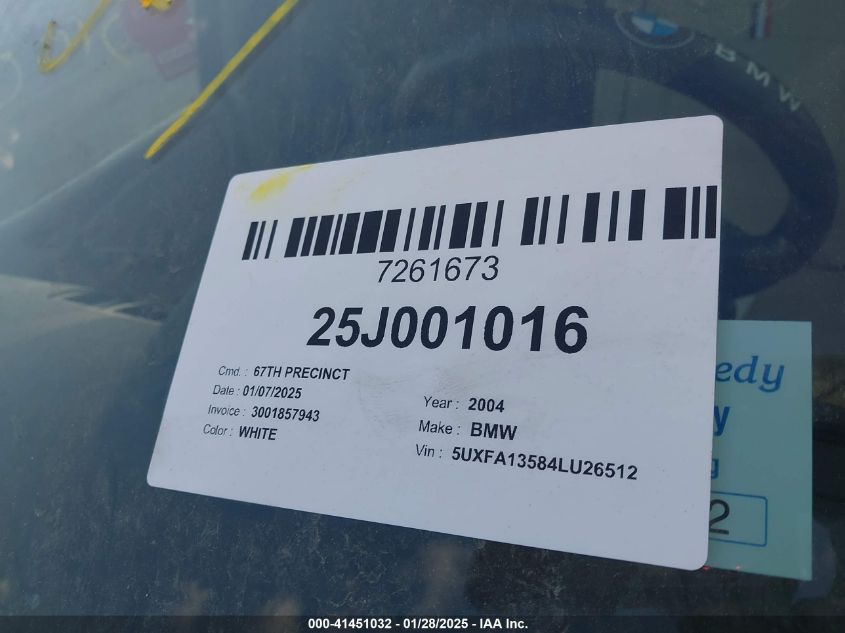 BMW
7261673
25J001016
Cmd. : 67TH PRECINCT
Date : 01/07/2025
Invoice : 3001857943
Color : WHITE
Year : 2004
Make : BMW
Vin : 5UXFA13584LU26512
edy
y
g
2
000-41451032 - 01/28/2025 - IAA Inc.